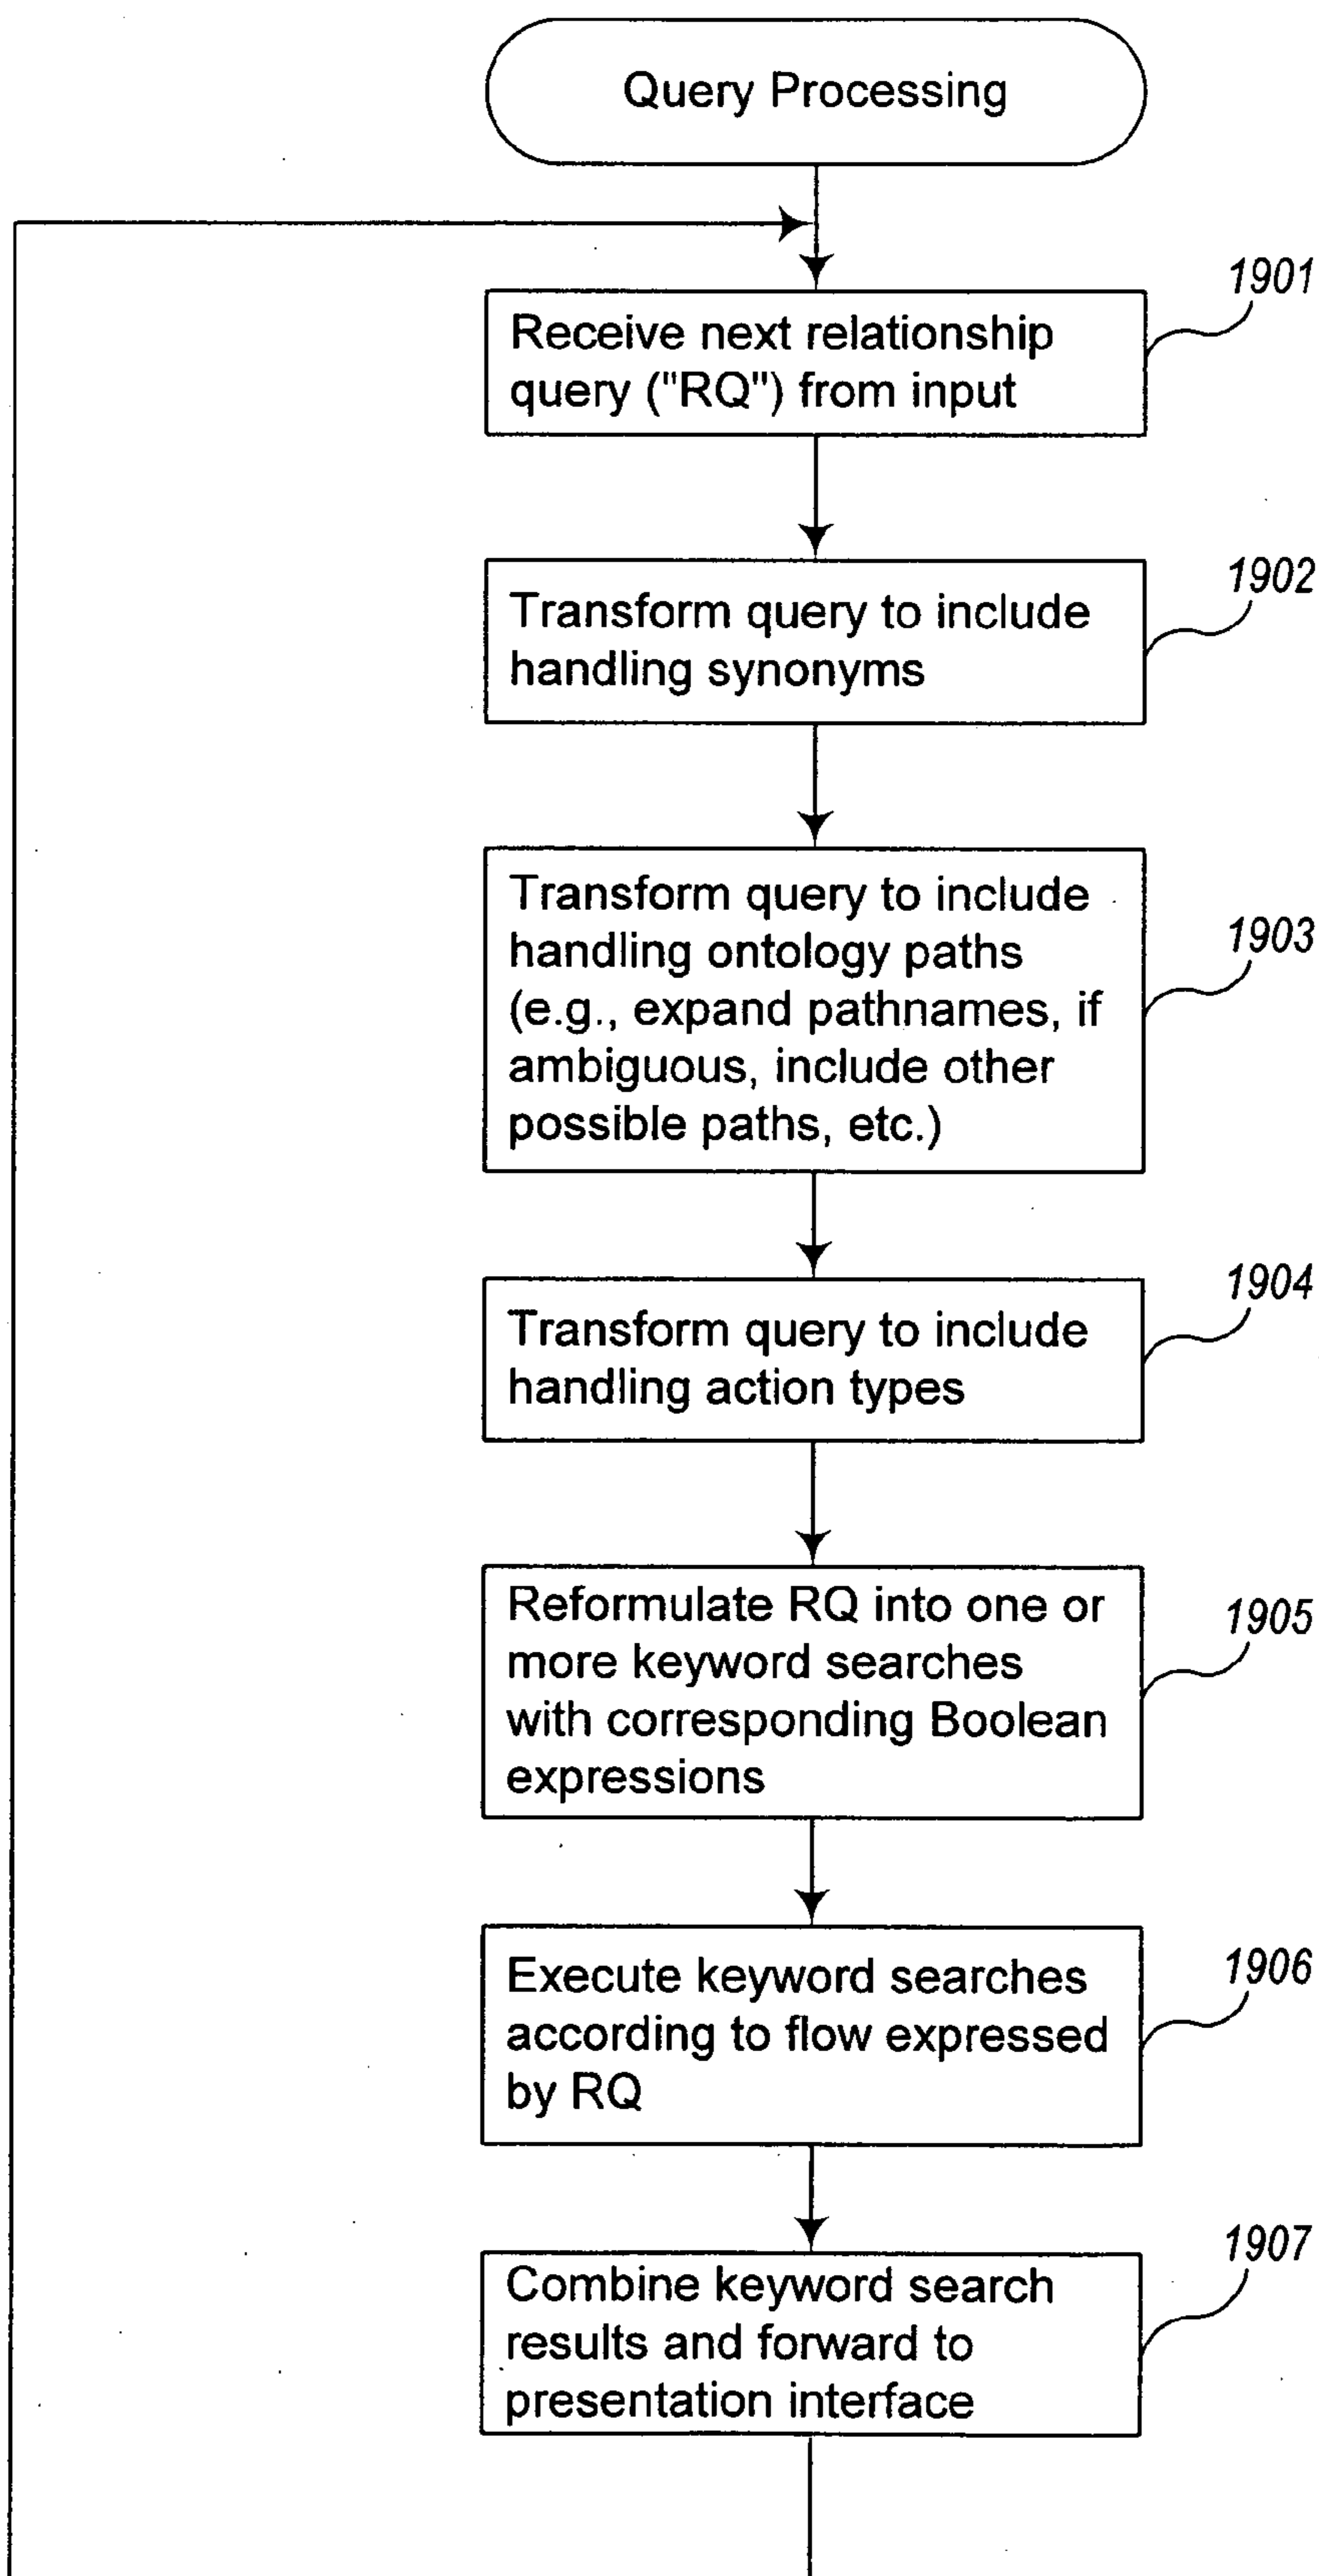 Query Processing
1901
Receive next relationship
query ("RQ") from input
1902
Transform query to include
handling synonyms
1903
Transform query to include
handling ontology paths
(e.g., expand pathnames, if
ambiguous, include other
possible paths, etc.)
1904
Transform query to include
handling action types
1905
Reformulate RQ into one or
more keyword searches
with corresponding Boolean
expressions
1906
Execute keyword searches
according to flow expressed
by RQ
1907
Combine keyword search
results and forward to
presentation interface